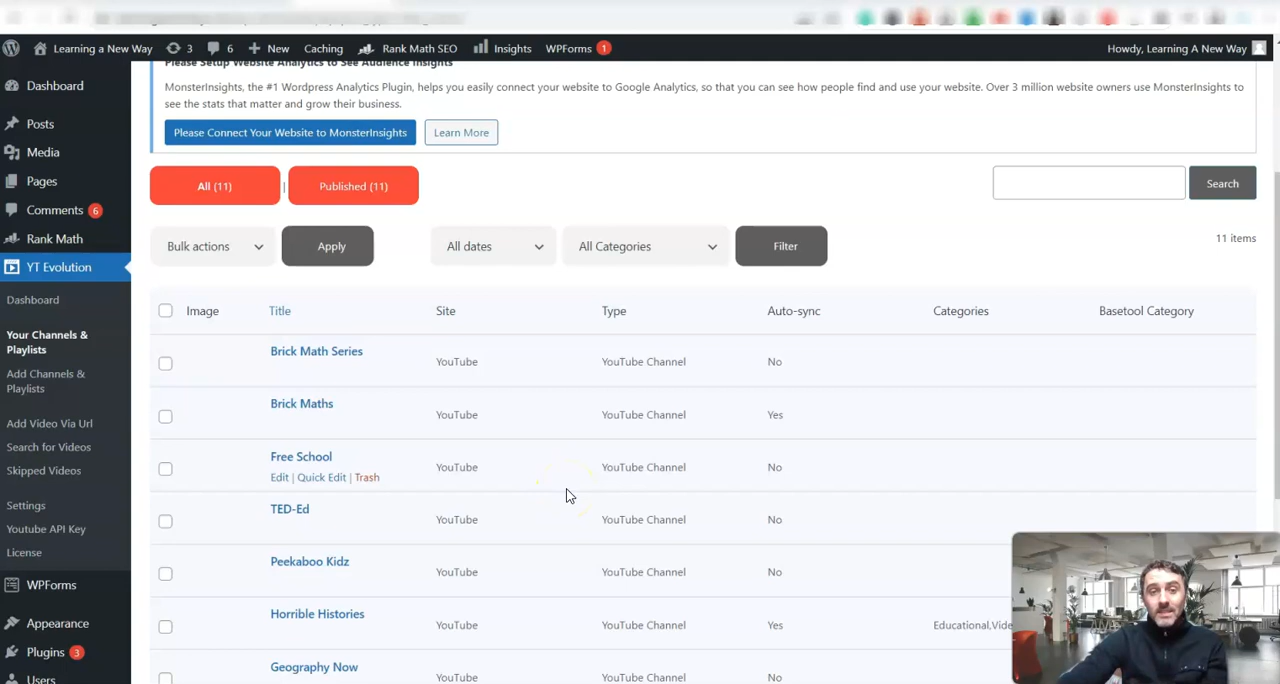 Learning a New Way 3 6 New Caching Rank Math SEO Insights WPForms 1 Howdy, Learning A New Way
Dashboard
Posts
Media
Pages
Comments 6
Rank Math
YT Evolution
Dashboard
Your Channels &
Playlists
Add Channels &
Playlists
Add Video Via Url
Search for Videos
Skipped Videos
Settings
Youtube API Key
License
WPForms
Appearance
Plugins 3
Users
Please Setup Website Analytics to See Audience Insights
MonsterInsights, the #1 Wordpress Analytics Plugin, helps you easily connect your website to Google Analytics, so that you can see how people find and use your website. Over 3 million website owners use MonsterInsights to
see the stats that matter and grow their business.
Please Connect Your Website to MonsterInsights Learn More
All (11) | Published (11) Search
Bulk actions Apply All dates All Categories Filter 11 items
Image Title Site Type Auto-sync Categories Basetool Category
Brick Math Series YouTube YouTube Channel No
Brick Maths YouTube YouTube Channel Yes
Free School YouTube YouTube Channel No
Edit | Quick Edit | Trash
TED-Ed YouTube YouTube Channel No
Peekaboo Kidz YouTube YouTube Channel No
Horrible Histories YouTube YouTube Channel Yes Educational,Vide
Geography Now YouTube YouTube Channel No